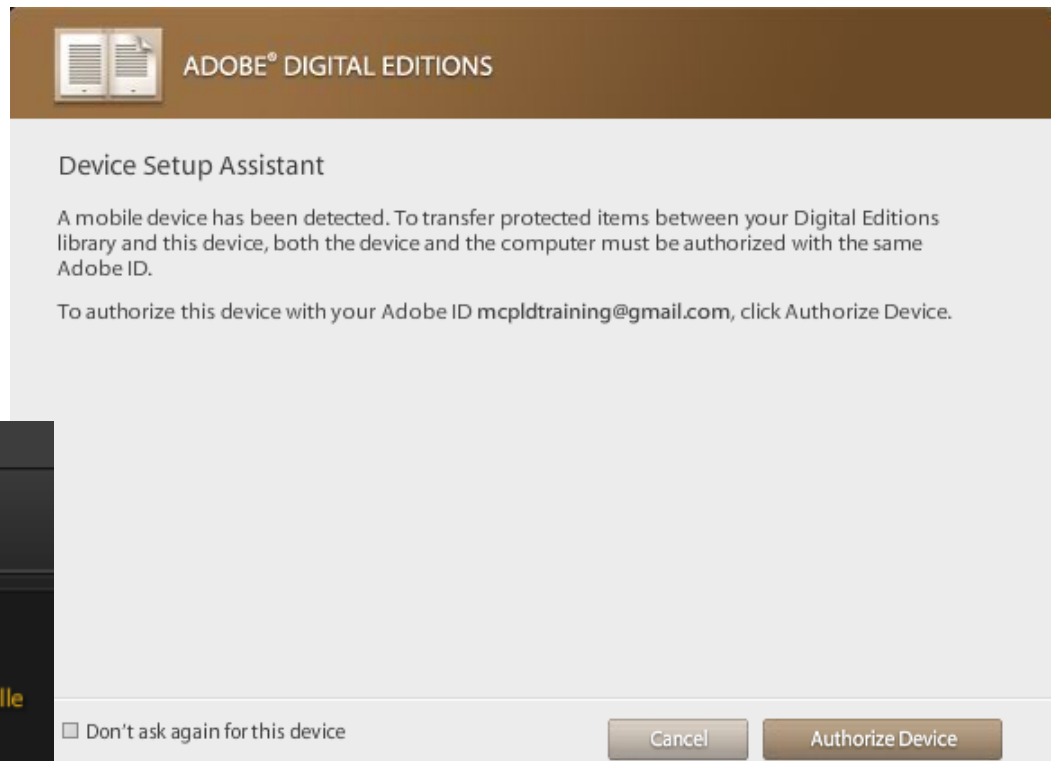 ADOBE® DIGITAL EDITIONS
Device Setup Assistant
A mobile device has been detected. To transfer protected items between your Digital Editions
library and this device, both the device and the computer must be authorized with the same
Adobe ID.
To authorize this device with your Adobe ID mcpldtraining@gmail.com, click Authorize Device.
lle
Don't ask again for this device
Cancel
Authorize Device